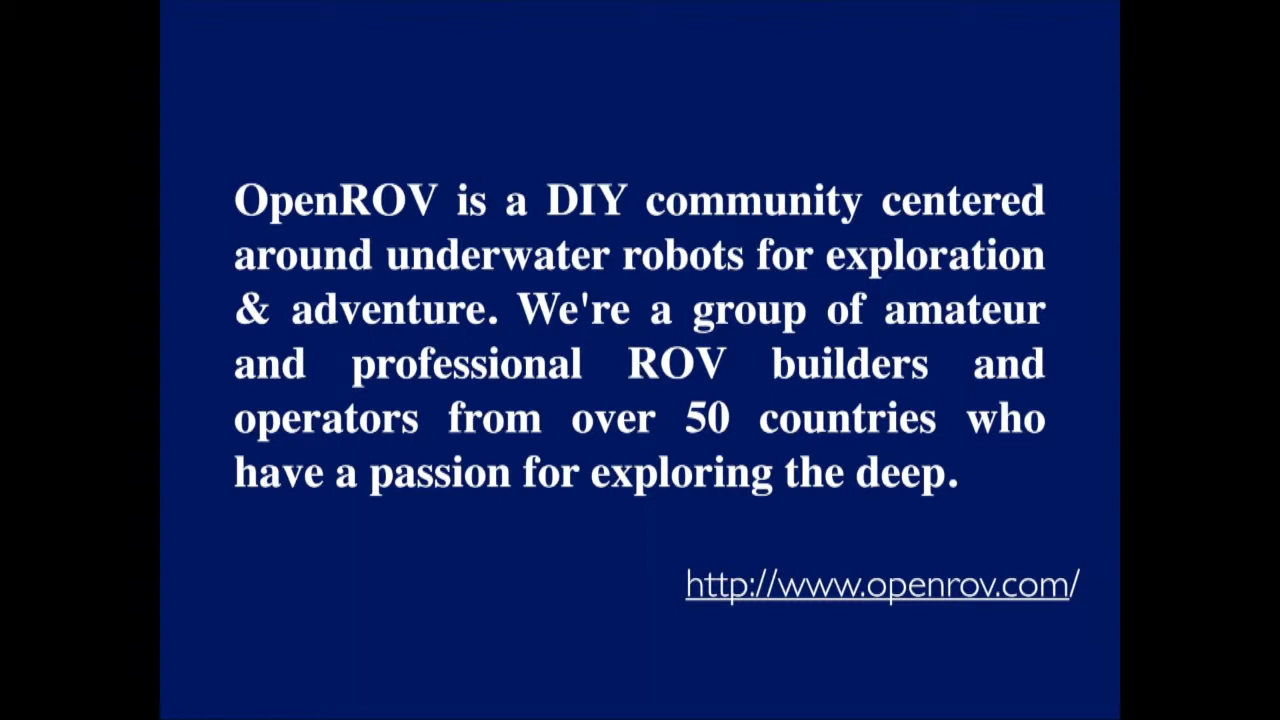 OpenROV is a DIY community centered
around underwater robots for exploration
& adventure. We're a group of amateur
and professional ROV builders and
operators from over 50 countries who
have a passion for exploring the deep.
http://www.openrov.com/